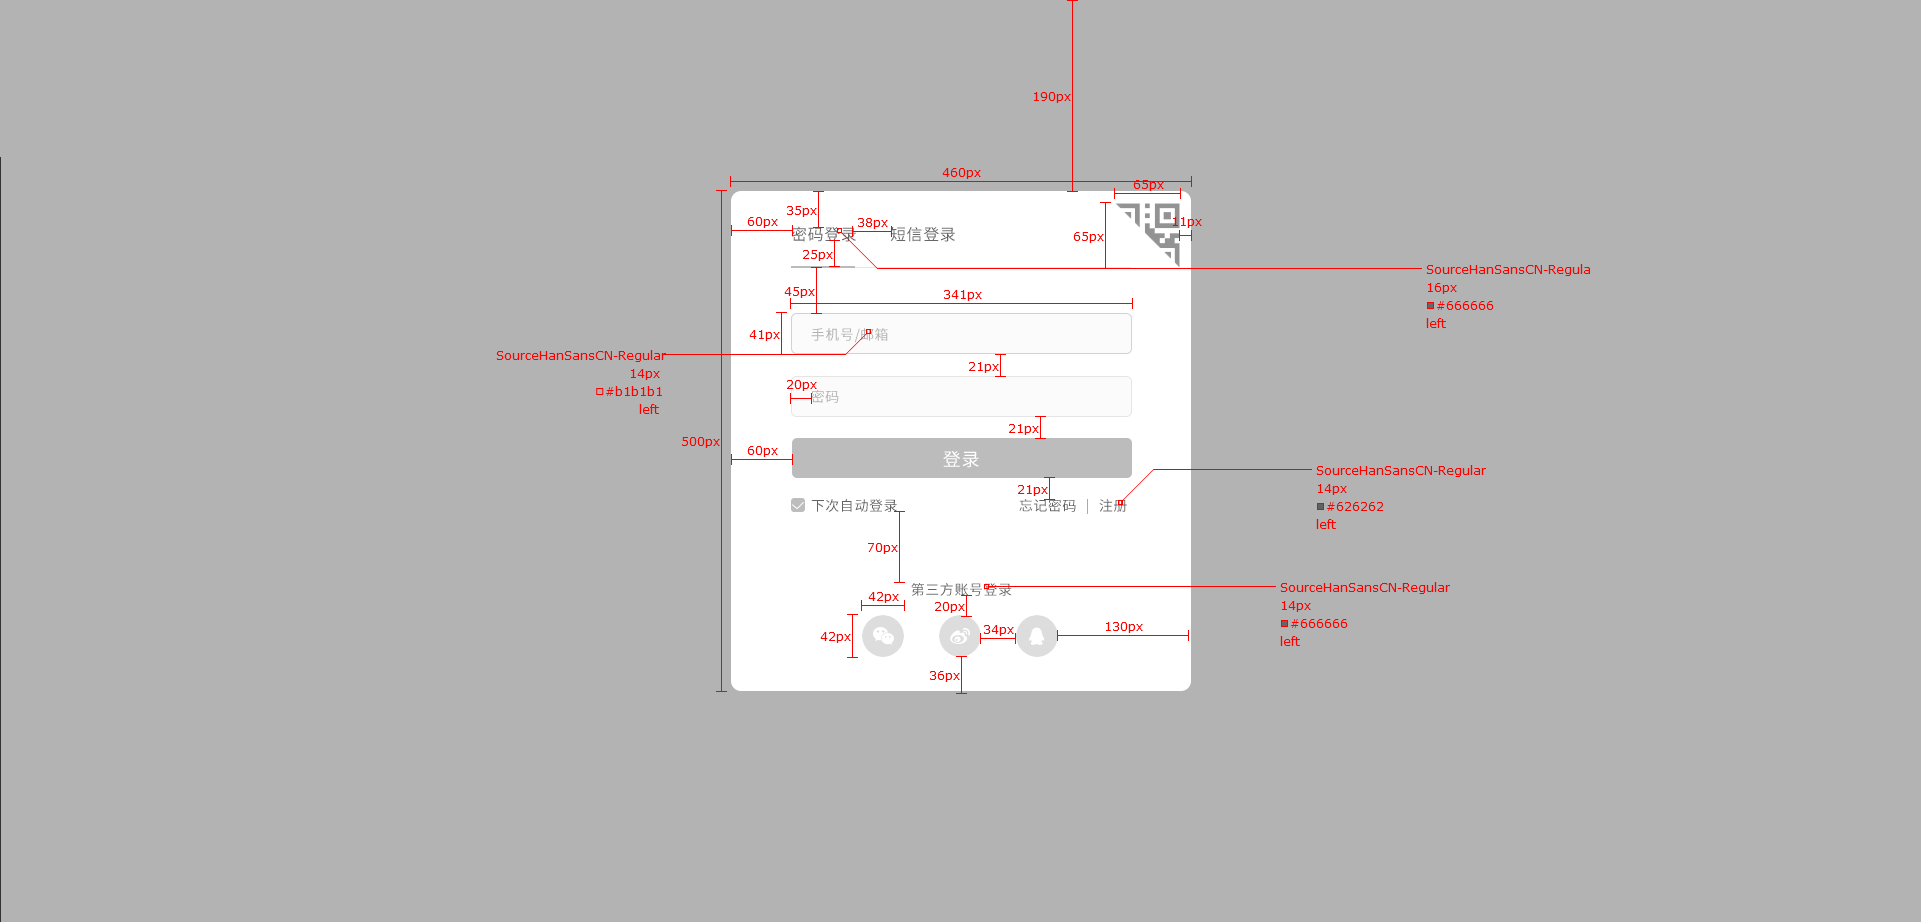 190px
460px
65px
35px
60px
38px
11px
65px
密码登录
短信登录
25px
SourceHanSansCN-Regula
16px
#666666
left
45px
341px
41px
手机号/邮箱
SourceHanSansCN-Regular
14px
#b1b1b1
left
21px
20px
密码
21px
500px
60px
登录
SourceHanSansCN-Regular
14px
#626262
left
21px
下次自动登录
忘记密码 | 注册
70px
第三方账号登录
SourceHanSansCN-Regular
14px
#666666
left
42px
20px
42px
34px
130px
36px